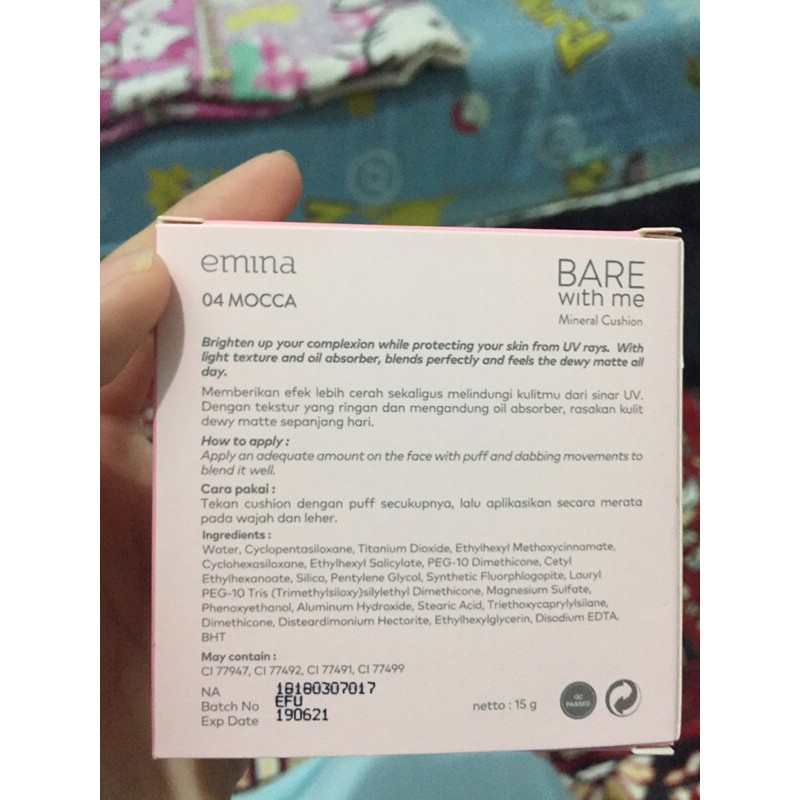 emina
04 MOCCA
BARE
with me
Mineral Cushion
Brighten up your complexion while protecting your skin from UV rays. With
light texture and oil absorber, blends perfectly and feels the dewy matte all
day.
Memberikan efek lebih cerah sekaligus melindungi kulitmu dari sinar UV.
Dengan tekstur yang ringan dan mengandung oil absorber, rasakan kulit
dewy matte sepanjang hari.
How to apply :
Apply an adequate amount on the face with puff and dabbing movements to
blend it well.
Cara pakai :
Tekan cushion dengan puff secukupnya, lalu aplikasikan secara merata
pada wajah dan leher.
Ingredients :
Water, Cyclopentasiloxane, Titanium Dioxide, Ethylhexyl Methoxycinnamate,
Cyclohexasiloxane, Ethylhexyl Salicylate, PEG-10 Dimethicone, Cetyl
Ethylhexanoate, Silica, Pentylene Glycol, Synthetic Fluorphlogopite, Lauryl
PEG-10 Tris (Trimethylsiloxy)silylethyl Dimethicone, Magnesium Sulfate,
Phenoxyethanol, Aluminum Hydroxide, Stearic Acid, Triethoxycaprylylsilane,
Dimethicone, Disteardimonium Hectorite, Ethylhexylglycerin, Disodium EDTA,
BHT
May contain :
CI 77947, CI 77492, CI 77491, CI 77499
NA 18180307017
Batch No EFU
Exp Date 190621
netto : 15 g
QC
PASSED